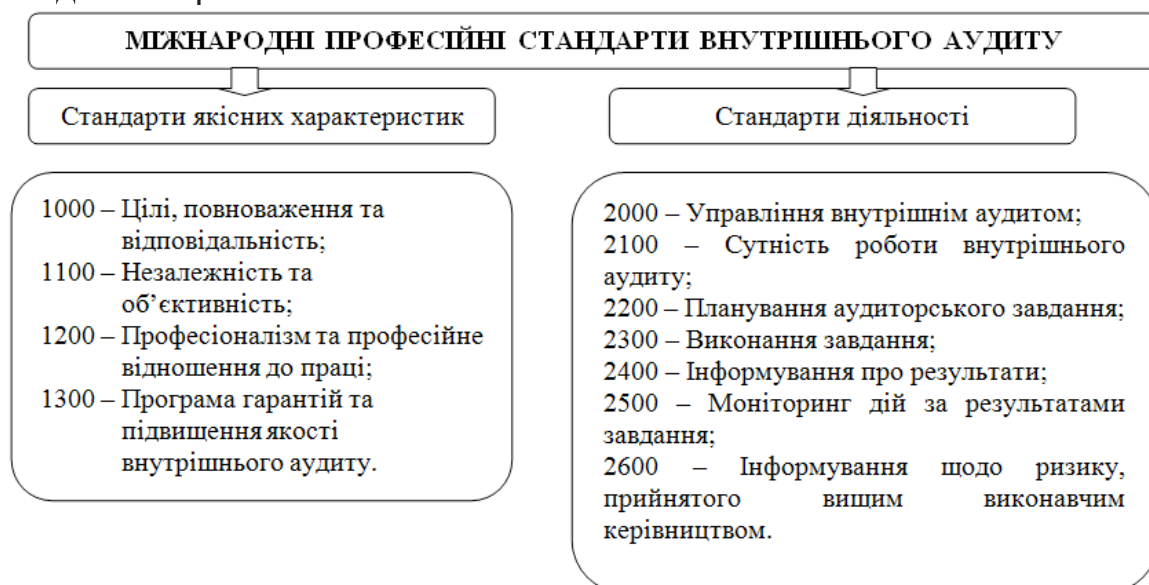 МІЖНАРОДНІ ПРОФЕСІЙНІ СТАНДАРТИ ВНУТРІШНЬОГО АУДИТУ
Стандарти якісних характеристик
1000 – Цілі, повноваження та
відповідальність;
1100 – Незалежність та
об’єктивність;
1200 – Професіоналізм та професійне
відношення до праці;
1300 – Програма гарантій та
підвищення якості
внутрішнього аудиту.
Стандарти діяльності
2000 – Управління внутрішнім аудитом;
2100 – Сутність роботи внутрішнього
аудиту;
2200 – Планування аудиторського завдання;
2300 – Виконання завдання;
2400 – Інформування про результати;
2500 – Моніторинг дій за результатами
завдання;
2600 – Інформування щодо ризику,
прийнятого вищим виконавчим
керівництвом.